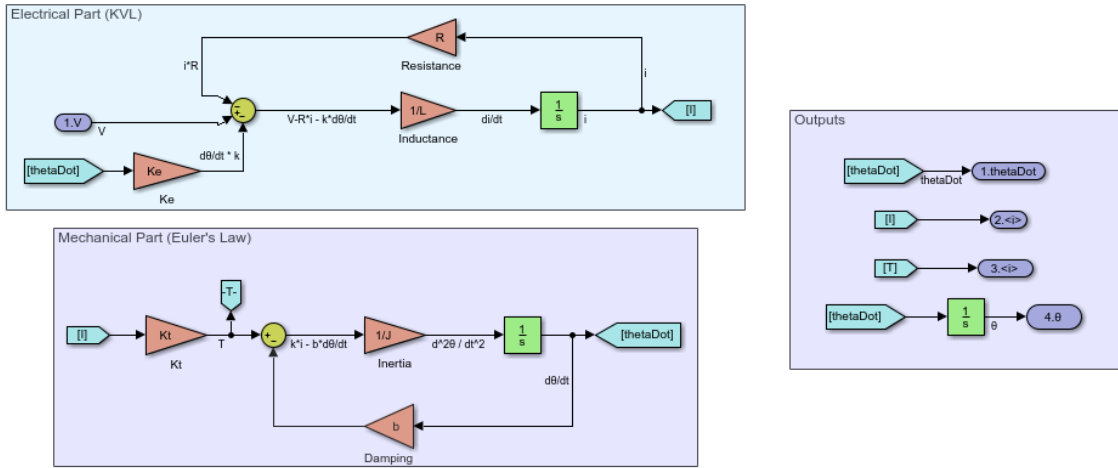 Electrical Part (KVL)
R
Resistance
i*R
i
1.V
V
V-R*i - k*dθ/dt
1/L
Inductance
di/dt
1
s
i
[I]
dθ/dt * k
[thetaDot]
Ke
Ke
Mechanical Part (Euler's Law)
-T-
[I]
Kt
Kt
T
k*i - b*dθ/dt
1/J
Inertia
d^2θ / dt^2
1
s
[thetaDot]
dθ/dt
b
Damping
Outputs
[thetaDot]
thetaDot
1.thetaDot
[I]
2.<i>
[T]
3.<i>
[thetaDot]
1
s
θ
4.θ